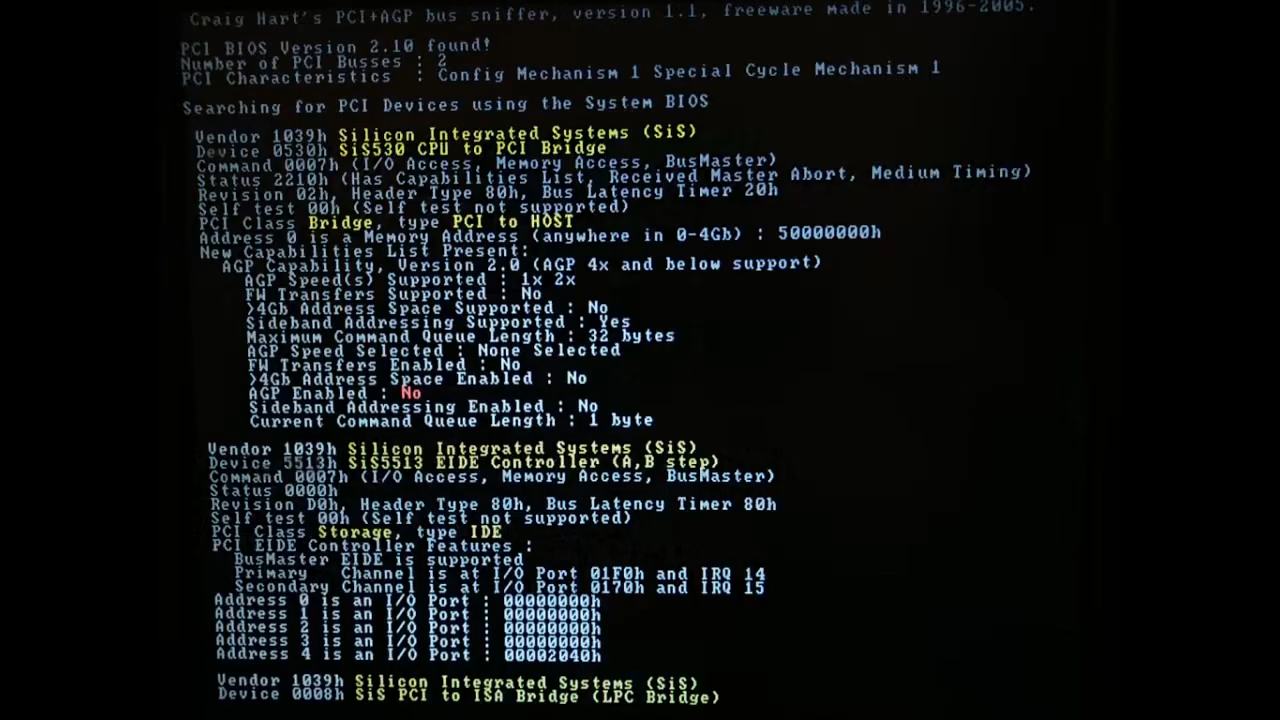 Craig Hart's PCI+AGP bus sniffer, version 1.1, freeware made in 1996-2005.
PCI BIOS Version 2.10 found!
Number of PCI Busses : 2
PCI Characteristics : Config Mechanism 1 Special Cycle Mechanism 1
Searching for PCI Devices using the System BIOS
Vendor 1039h Silicon Integrated Systems (SiS)
Device 0530h SiS530 CPU to PCI Bridge
Command 0007h (I/O Access, Memory Access, BusMaster)
Status 2210h (Has Capabilities List, Received Master Abort, Medium Timing)
Revision 02h, Header Type 80h, Bus Latency Timer 20h
Self test 00h (Self test not supported)
PCI Class Bridge, type PCI to HOST
Address 0 is a Memory Address (anywhere in 0-4Gb) : 50000000h
New Capabilities List Present:
AGP Capability, Version 2.0 (AGP 4x and below support)
AGP Speed(s) Supported : 1x 2x
FW Transfers Supported : No
>4Gb Address Space Supported : No
Sideband Addressing Supported : Yes
Maximum Command Queue Length : 32 bytes
AGP Speed Selected : None Selected
FW Transfers Enabled : No
>4Gb Address Space Enabled : No
AGP Enabled : No
Sideband Addressing Enabled : No
Current Command Queue Length : 1 byte
Vendor 1039h Silicon Integrated Systems (SiS)
Device 5513h SiS5513 EIDE Controller (A,B step)
Command 0007h (I/O Access, Memory Access, BusMaster)
Status 0000h
Revision D0h, Header Type 80h, Bus Latency Timer 80h
Self test 00h (Self test not supported)
PCI Class Storage, type IDE
PCI EIDE Controller Features :
BusMaster EIDE is supported
Primary Channel is at I/O Port 01F0h and IRQ 14
Secondary Channel is at I/O Port 0170h and IRQ 15
Address 0 is an I/O Port : 00000000h
Address 1 is an I/O Port : 00000000h
Address 2 is an I/O Port : 00000000h
Address 3 is an I/O Port : 00000000h
Address 4 is an I/O Port : 00002040h
Vendor 1039h Silicon Integrated Systems (SiS)
Device 0008h SiS PCI to ISA Bridge (LPC Bridge)